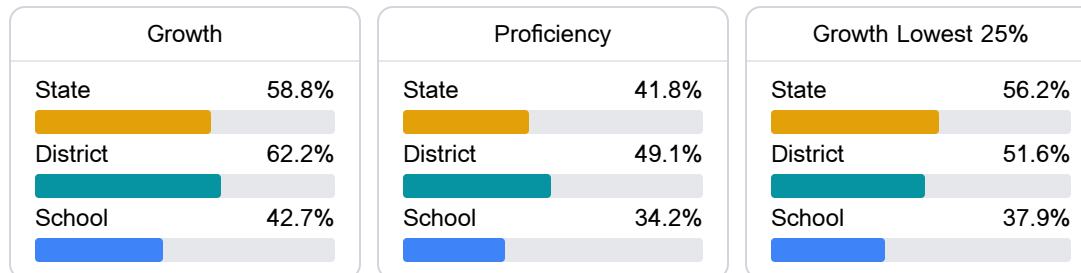 Growth
State 58.8%
District 62.2%
School 42.7%
Proficiency
State 41.8%
District 49.1%
School 34.2%
Growth Lowest 25%
State 56.2%
District 51.6%
School 37.9%